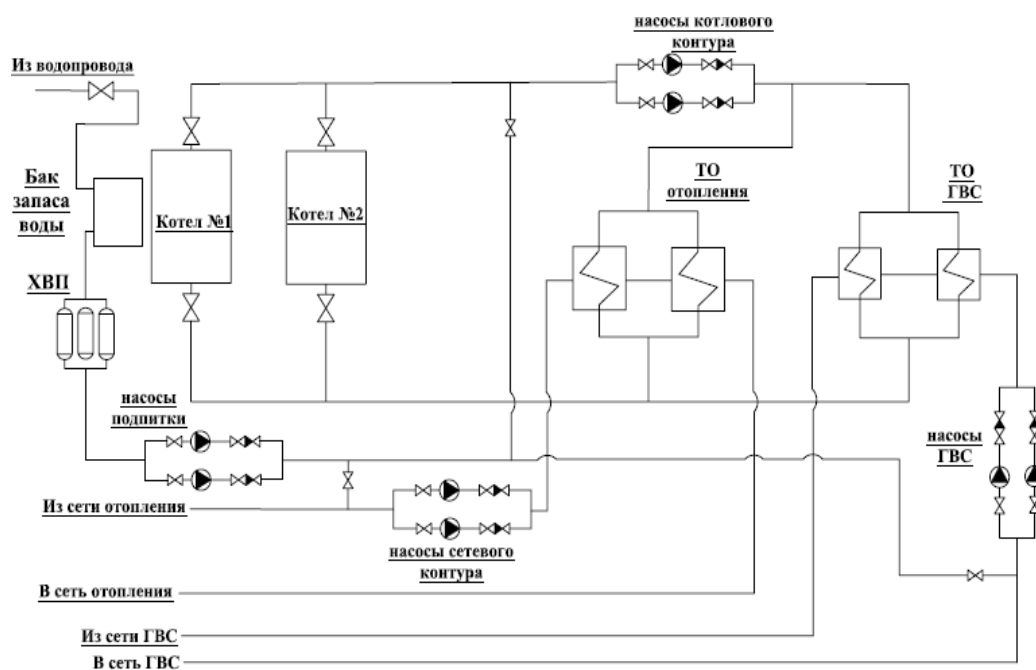 насосы котлового
контура
Из водопровода
Бак
запаса
воды
Котел №1
Котел №2
ТО
отопления
ТО
ГВС
ХВП
насосы
подпитки
насосы
ГВС
Из сети отопления
насосы сетевого
контура
В сеть отопления
Из сети ГВС
В сеть ГВС